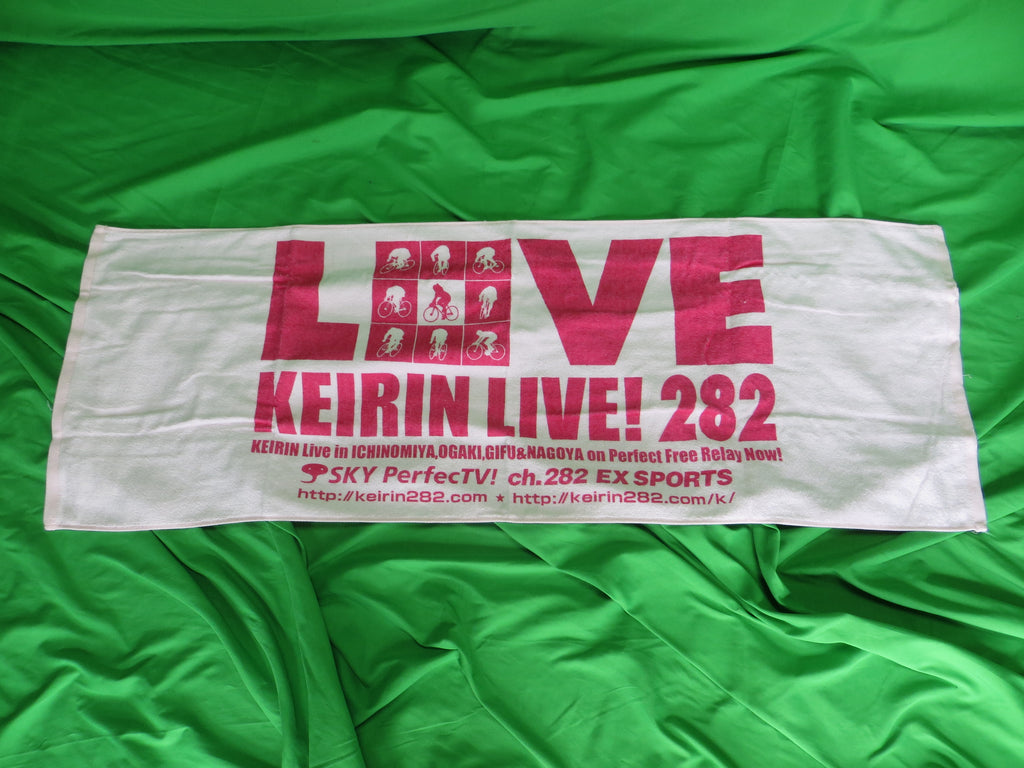 LIVE
KEIRIN LIVE! 282
KEIRIN Live in ICHINOMIYA,OGAKI,GIFU&NAGOYA on Perfect Free Relay Now!
SKY PerfecTV! ch.282 EX SPORTS
http://keirin282.com ★ http://keirin282.com/k/